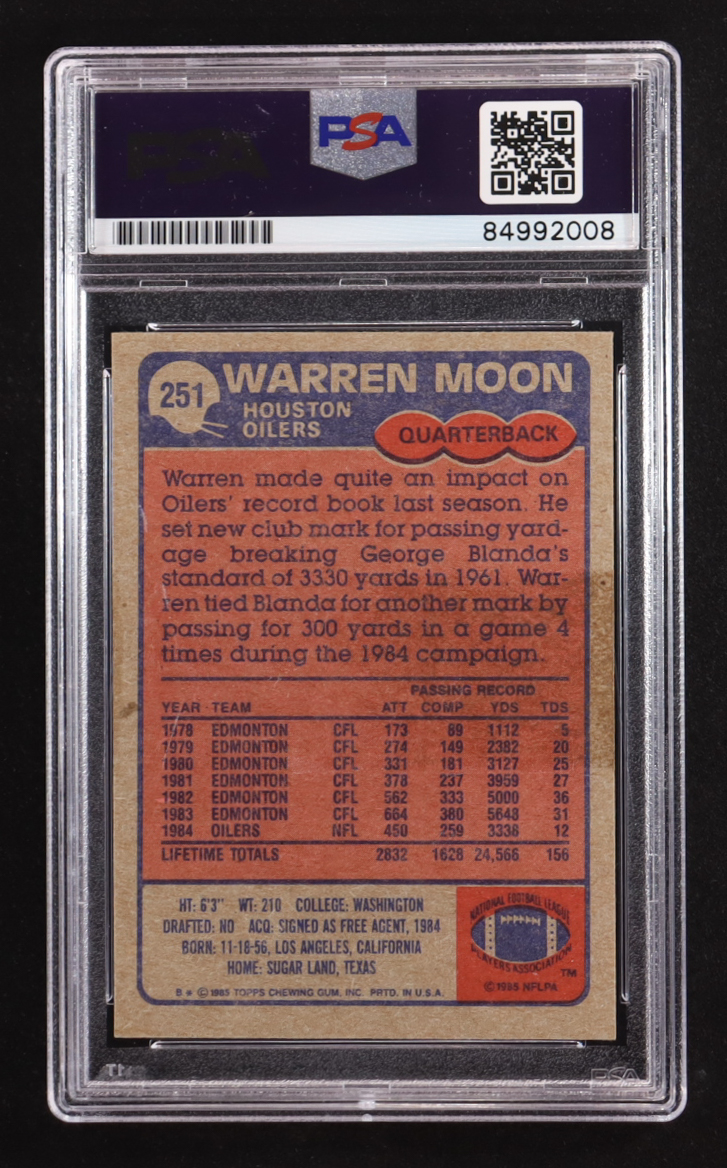 PSA
PSA
84992008
251
WARREN MOON
HOUSTON
OILERS
QUARTERBACK
Warren made quite an impact on
Oilers' record book last season. He
set new club mark for passing yard-
age breaking George Blanda's
standard of 3330 yards in 1961. War-
ren tied Blanda for another mark by
passing for 300 yards in a game 4
times during the 1984 campaign.
PASSING RECORD
YEAR TEAM ATT COMP YDS TDS
1978 EDMONTON CFL 173 89 1112 5
1979 EDMONTON CFL 274 149 2382 20
1980 EDMONTON CFL 331 181 3127 25
1981 EDMONTON CFL 378 237 3959 27
1982 EDMONTON CFL 562 333 5000 36
1983 EDMONTON CFL 664 380 5648 31
1984 OILERS NFL 450 259 3338 12
LIFETIME TOTALS 2832 1628 24,566 156
HT: 6'3" WT: 210 COLLEGE: WASHINGTON
DRAFTED: NO ACQ: SIGNED AS FREE AGENT, 1984
BORN: 11-18-56, LOS ANGELES, CALIFORNIA
HOME: SUGAR LAND, TEXAS
B * © 1985 TOPPS CHEWING GUM, INC. PRTD. IN U.S.A.
NATIONAL FOOTBALL LEAGUE
PLAYERS ASSOCIATION
TM
© 1985 NFLPA
PSA